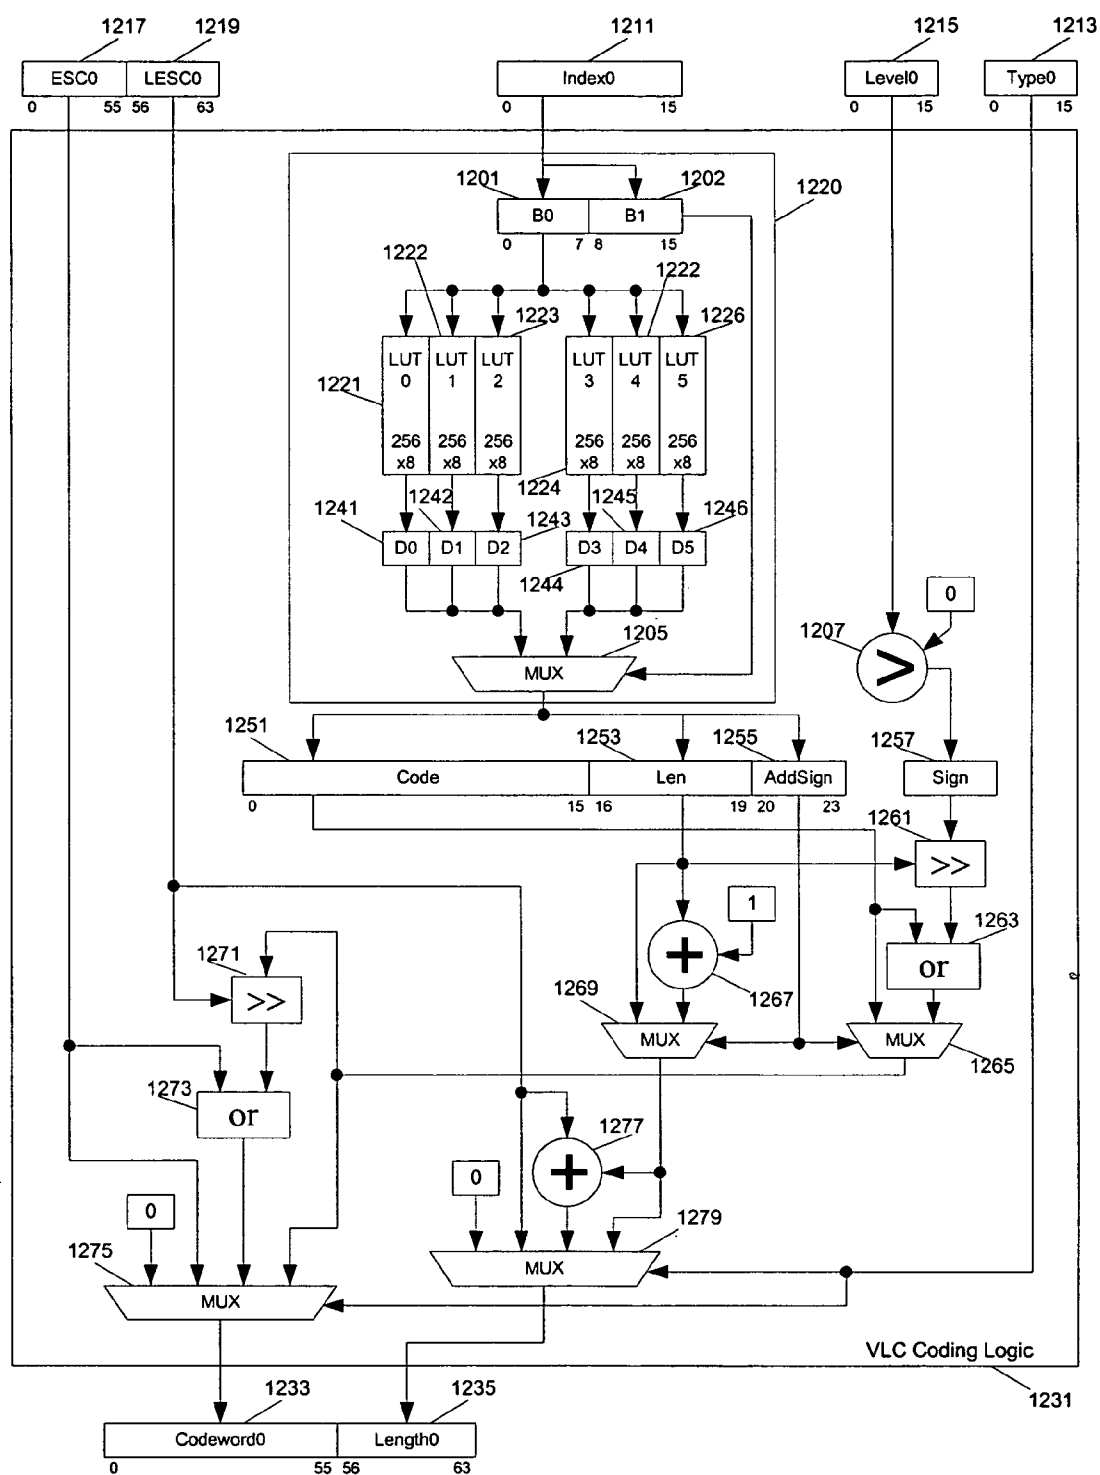 1217 1219 1211 1215 1213
ESC0 LESC0 Index0 Level0 Type0
0 55 56 63 0 15 0 15 0 15
1201 1202
1220
B0 B1
0 7 8 15
1222 1222
1223 1226
LUT 0 LUT 1 LUT 2 LUT 3 LUT 4 LUT 5
1221
256 x8 256 x8 256 x8 256 x8 256 x8 256 x8
1224
1241 1242 1243 1245 1246
D0 D1 D2 D3 D4 D5
1244
0
1205 1207
MUX >
1251 1253 1255 1257
Code Len AddSign Sign
0 15 16 19 20 23
1261
>>
1
1263
1271 + or
>> 1269 1267
MUX MUX
1265
1273
or
1277
+
0
0
1279
1275 MUX
MUX
VLC Coding Logic
1231
1233 1235
Codeword0 Length0
0 55 56 63